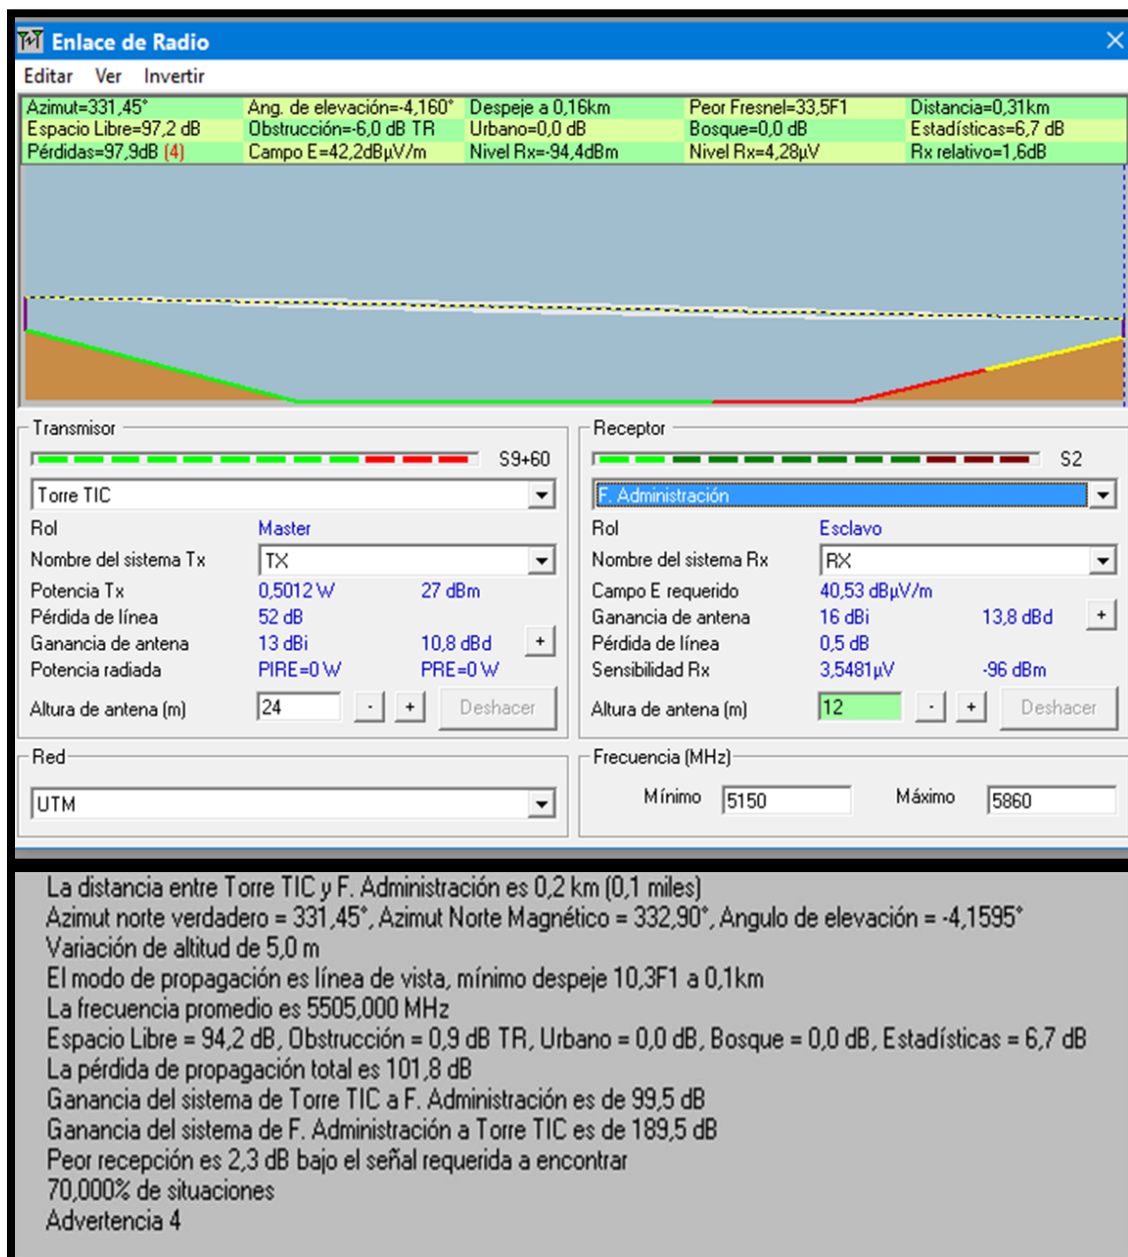 Enlace de Radio
Editar Ver Invertir
Azimut=331,45° Ang. de elevación=-4,160° Despeje a 0,16km Peor Fresnel=33,5F1 Distancia=0,31km
Espacio Libre=97,2 dB Obstrucción=-6,0 dB TR Urbano=0,0 dB Bosque=0,0 dB Estadísticas=6,7 dB
Pérdidas=97,9dB (4) Campo E=42,2dBµV/m Nivel Rx=-94,4dBm Nivel Rx=4,28µV Rx relativo=1,6dB
Transmisor
S9+60
Torre TIC
Rol Master
Nombre del sistema Tx TX
Potencia Tx 0,5012 W 27 dBm
Pérdida de línea 52 dB
Ganancia de antena 13 dBi 10,8 dBd +
Potencia radiada PIRE=0 W PRE=0 W
Altura de antena (m) 24 - + Deshacer
Receptor
S2
F. Administración
Rol Esclavo
Nombre del sistema Rx RX
Campo E requerido 40,53 dBµV/m
Ganancia de antena 16 dBi 13,8 dBd +
Pérdida de línea 0,5 dB
Sensibilidad Rx 3,5481µV -96 dBm
Altura de antena (m) 12 - + Deshacer
Red
UTM
Frecuencia (MHz)
Mínimo 5150 Máximo 5860
La distancia entre Torre TIC y F. Administración es 0,2 km (0,1 miles)
Azimut norte verdadero = 331,45°, Azimut Norte Magnético = 332,90°, Angulo de elevación = -4,1595°
Variación de altitud de 5,0 m
El modo de propagación es línea de vista, mínimo despeje 10,3F1 a 0,1km
La frecuencia promedio es 5505,000 MHz
Espacio Libre = 94,2 dB, Obstrucción = 0,9 dB TR, Urbano = 0,0 dB, Bosque = 0,0 dB, Estadísticas = 6,7 dB
La pérdida de propagación total es 101,8 dB
Ganancia del sistema de Torre TIC a F. Administración es de 99,5 dB
Ganancia del sistema de F. Administración a Torre TIC es de 189,5 dB
Peor recepción es 2,3 dB bajo el señal requerida a encontrar
70,000% de situaciones
Advertencia 4